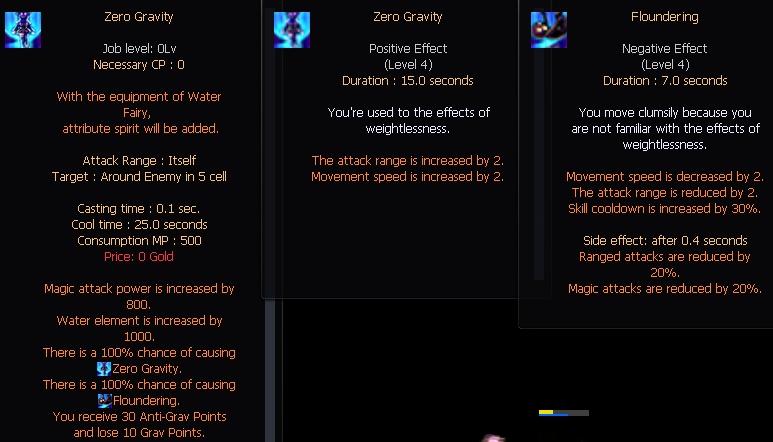 Zero Gravity
Job level: 0Lv
Necessary CP : 0
With the equipment of Water
Fairy,
attribute spirit will be added.
Attack Range : Itself
Target : Around Enemy in 5 cell
Casting time : 0.1 sec.
Cool time : 25.0 seconds
Consumption MP : 500
Price: 0 Gold
Magic attack power is increased by
800.
Water element is increased by
1000.
There is a 100% chance of causing
Zero Gravity.
There is a 100% chance of causing
Floundering.
You receive 30 Anti-Grav Points
and lose 10 Grav Points.
Zero Gravity
Positive Effect
(Level 4)
Duration : 15.0 seconds
You're used to the effects of
weightlessness.
The attack range is increased by 2.
Movement speed is increased by 2.
Floundering
Negative Effect
(Level 4)
Duration : 7.0 seconds
You move clumsily because you
are not familiar with the effects of
weightlessness.
Movement speed is decreased by 2.
The attack range is reduced by 2.
Skill cooldown is increased by 30%.
Side effect: after 0.4 seconds
Ranged attacks are reduced by
20%.
Magic attacks are reduced by 20%.